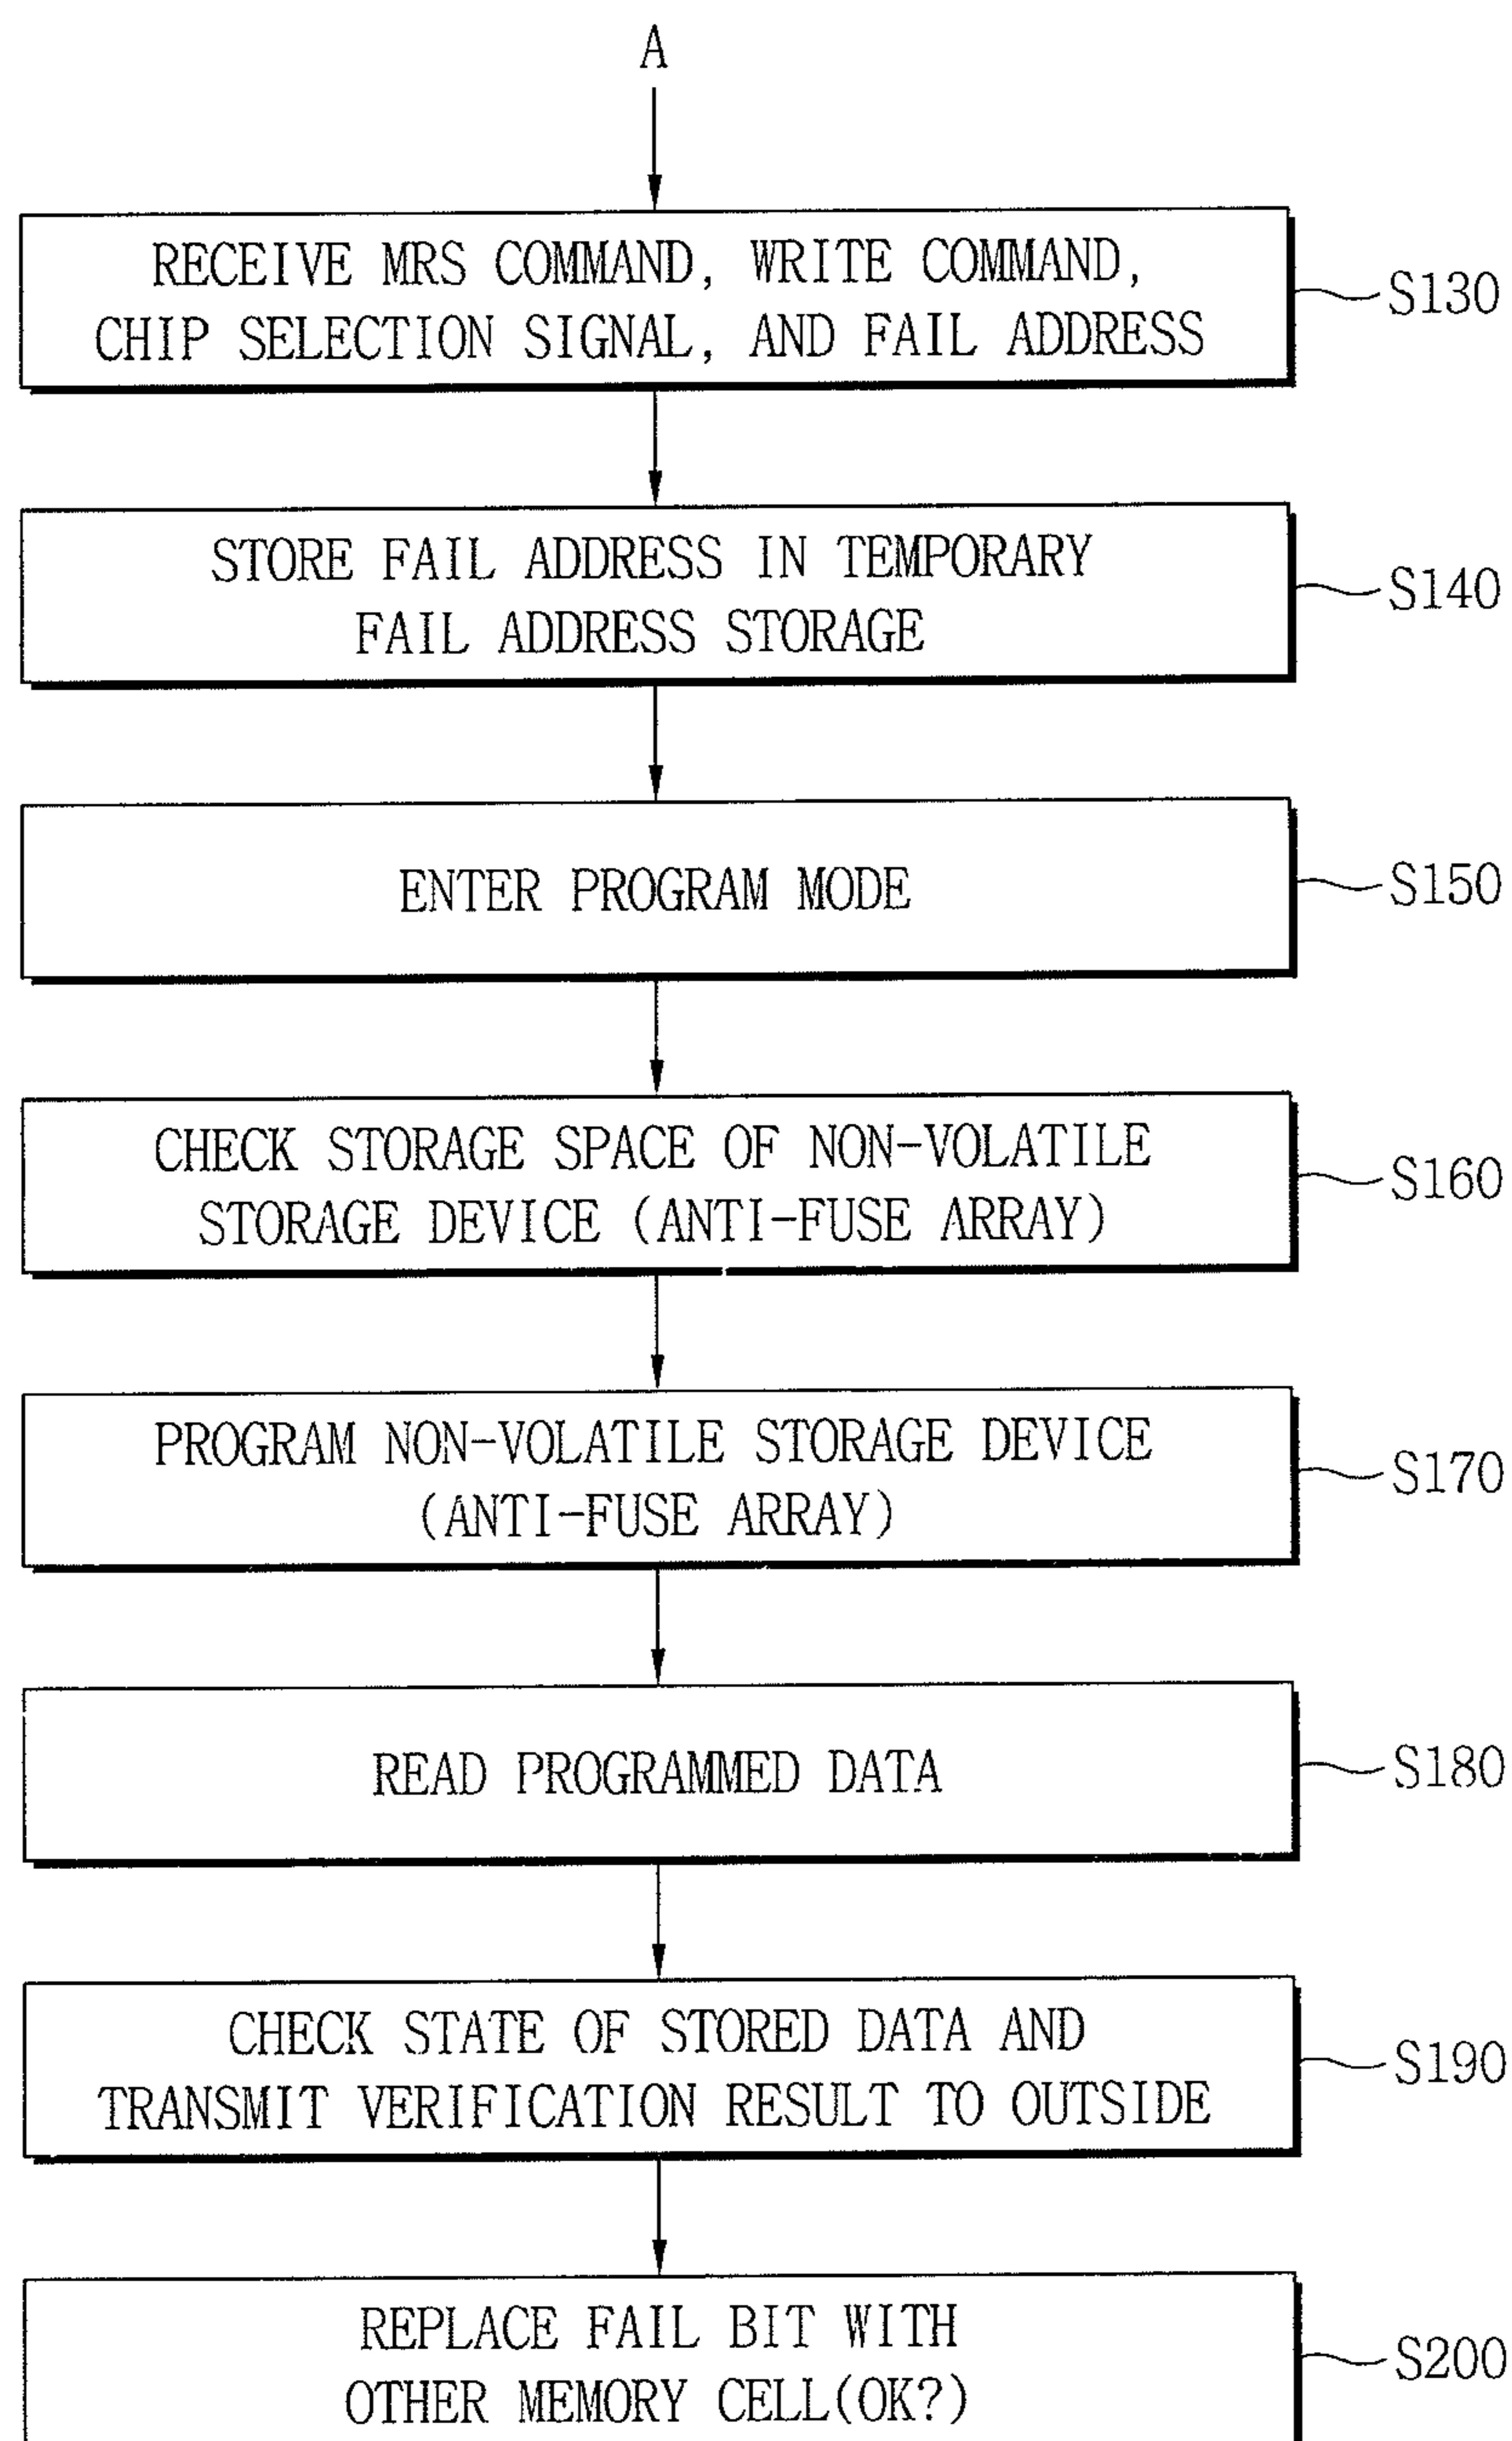 A
RECEIVE MRS COMMAND, WRITE COMMAND,
CHIP SELECTION SIGNAL, AND FAIL ADDRESS
S130
STORE FAIL ADDRESS IN TEMPORARY
FAIL ADDRESS STORAGE
S140
ENTER PROGRAM MODE
S150
CHECK STORAGE SPACE OF NON-VOLATILE
STORAGE DEVICE (ANTI-FUSE ARRAY)
S160
PROGRAM NON-VOLATILE STORAGE DEVICE
(ANTI-FUSE ARRAY)
S170
READ PROGRAMMED DATA
S180
CHECK STATE OF STORED DATA AND
TRANSMIT VERIFICATION RESULT TO OUTSIDE
S190
REPLACE FAIL BIT WITH
OTHER MEMORY CELL(OK?)
S200